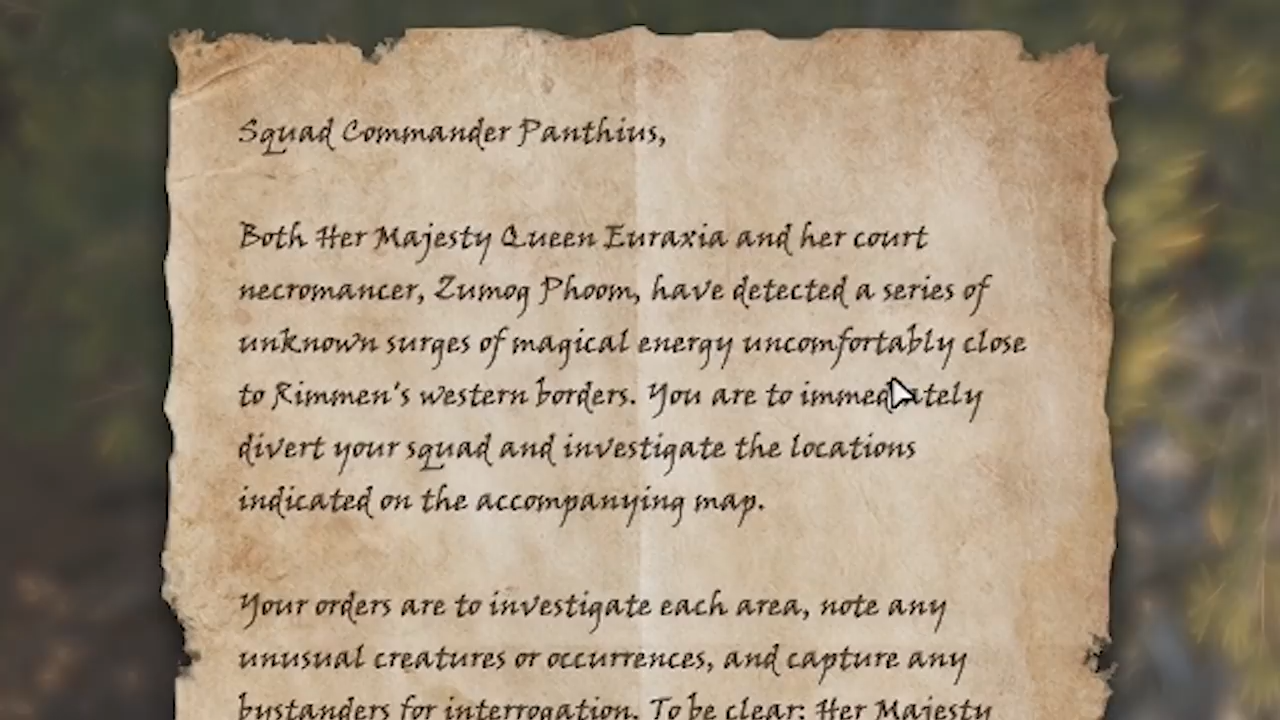 Squad Commander Panthius,
Both Her Majesty Queen Euraxia and her court
necromancer, Zumog Phoom, have detected a series of
unknown surges of magical energy uncomfortably close
to Rimmen's western borders. You are to immediately
divert your squad and investigate the locations
indicated on the accompanying map.
Your orders are to investigate each area, note any
unusual creatures or occurrences, and capture any
bystanders for interrogation. To be clear: Her Majesty